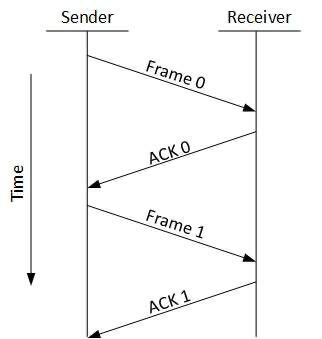 Sender
Receiver
Frame 0
ACK 0
Time
Frame 1
ACK 1